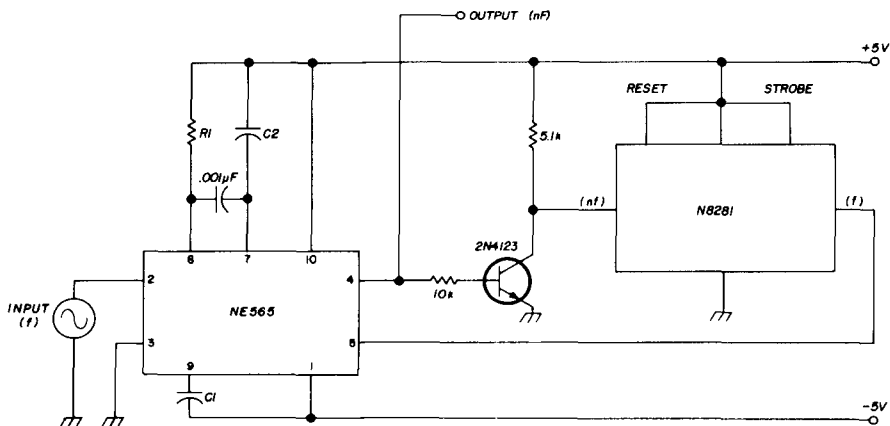 OUTPUT (nF)
+5V
RESET
STROBE
R1
C2
5.1k
.001µF
(nf)
N8281
(f)
6
7
10
2N4123
2
4
10k
INPUT
(f)
NE565
3
5
9
1
C1
-5V